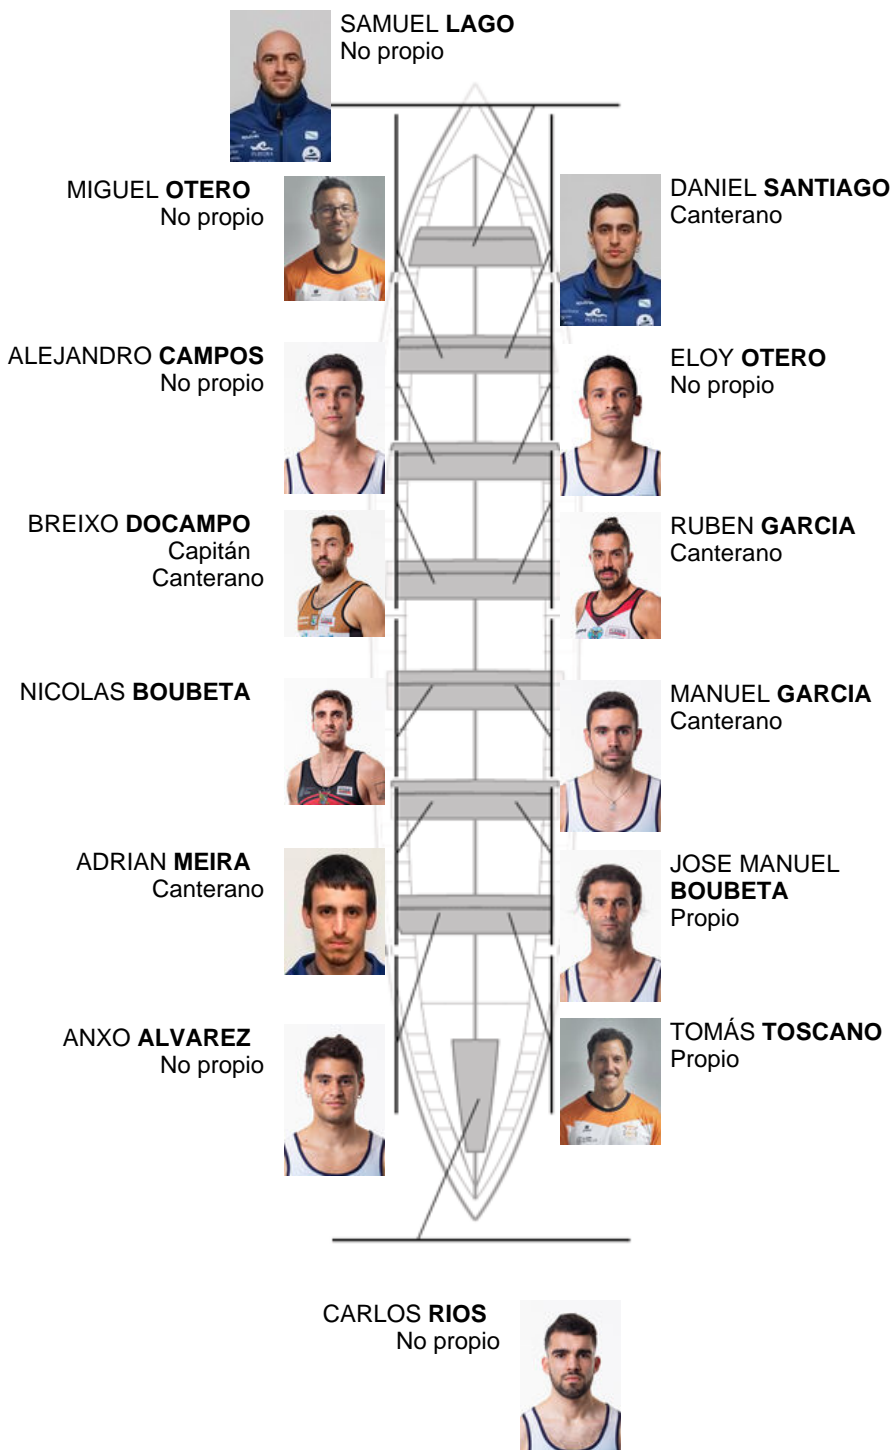 SAMUEL LAGO
No propio
MIGUEL OTERO
No propio
DANIEL SANTIAGO
Canterano
ALEJANDRO CAMPOS
No propio
ELOY OTERO
No propio
BREIXO DOCAMPO
Capitán
Canterano
RUBEN GARCIA
Canterano
NICOLAS BOUBETA
MANUEL GARCIA
Canterano
ADRIAN MEIRA
Canterano
JOSE MANUEL
BOUBETA
Propio
ANXO ALVAREZ
No propio
TOMÁS TOSCANO
Propio
CARLOS RIOS
No propio